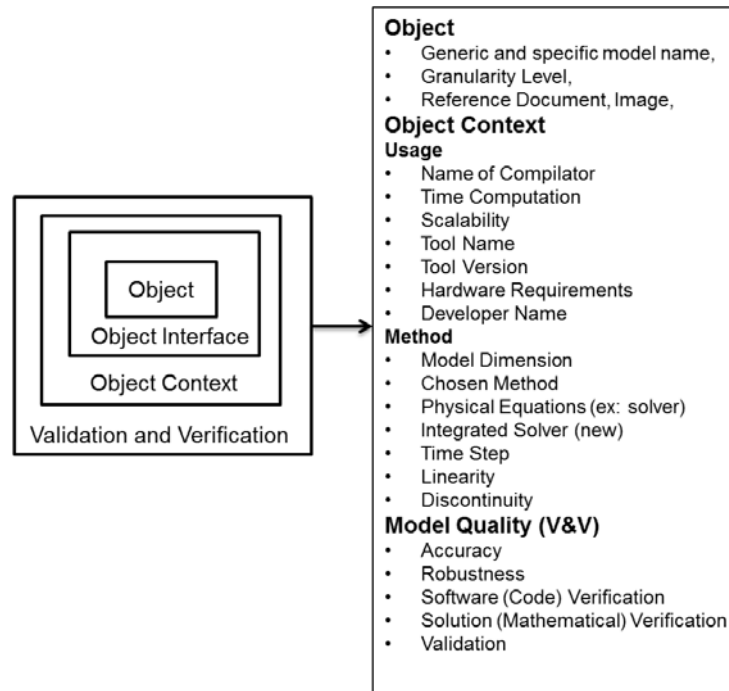 Object
Object Interface
Object Context
Validation and Verification
Object
• Generic and specific model name,
• Granularity Level,
• Reference Document, Image,
Object Context
Usage
• Name of Compilator
• Time Computation
• Scalability
• Tool Name
• Tool Version
• Hardware Requirements
• Developer Name
Method
• Model Dimension
• Chosen Method
• Physical Equations (ex: solver)
• Integrated Solver (new)
• Time Step
• Linearity
• Discontinuity
Model Quality (V&V)
• Accuracy
• Robustness
• Software (Code) Verification
• Solution (Mathematical) Verification
• Validation